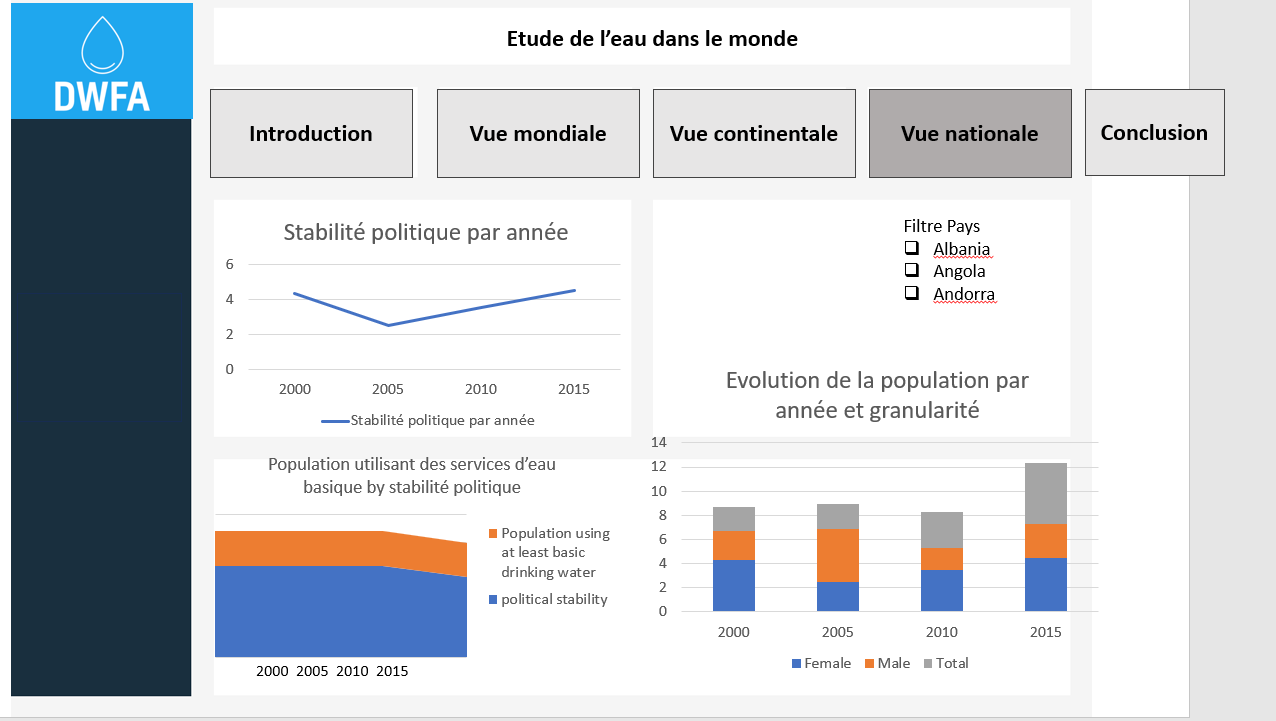 DWFA
Etude de l’eau dans le monde
Introduction
Vue mondiale
Vue continentale
Vue nationale
Conclusion
Stabilité politique par année
6
4
2
0
2000 2005 2010 2015
Stabilité politique par année
Filtre Pays
Albania
Angola
Andorra
Population utilisant des services d’eau
basique by stabilité politique
Population using
at least basic
drinking water
political stability
2000 2005 2010 2015
Evolution de la population par
année et granularité
14
12
10
8
6
4
2
0
2000 2005 2010 2015
Female Male Total